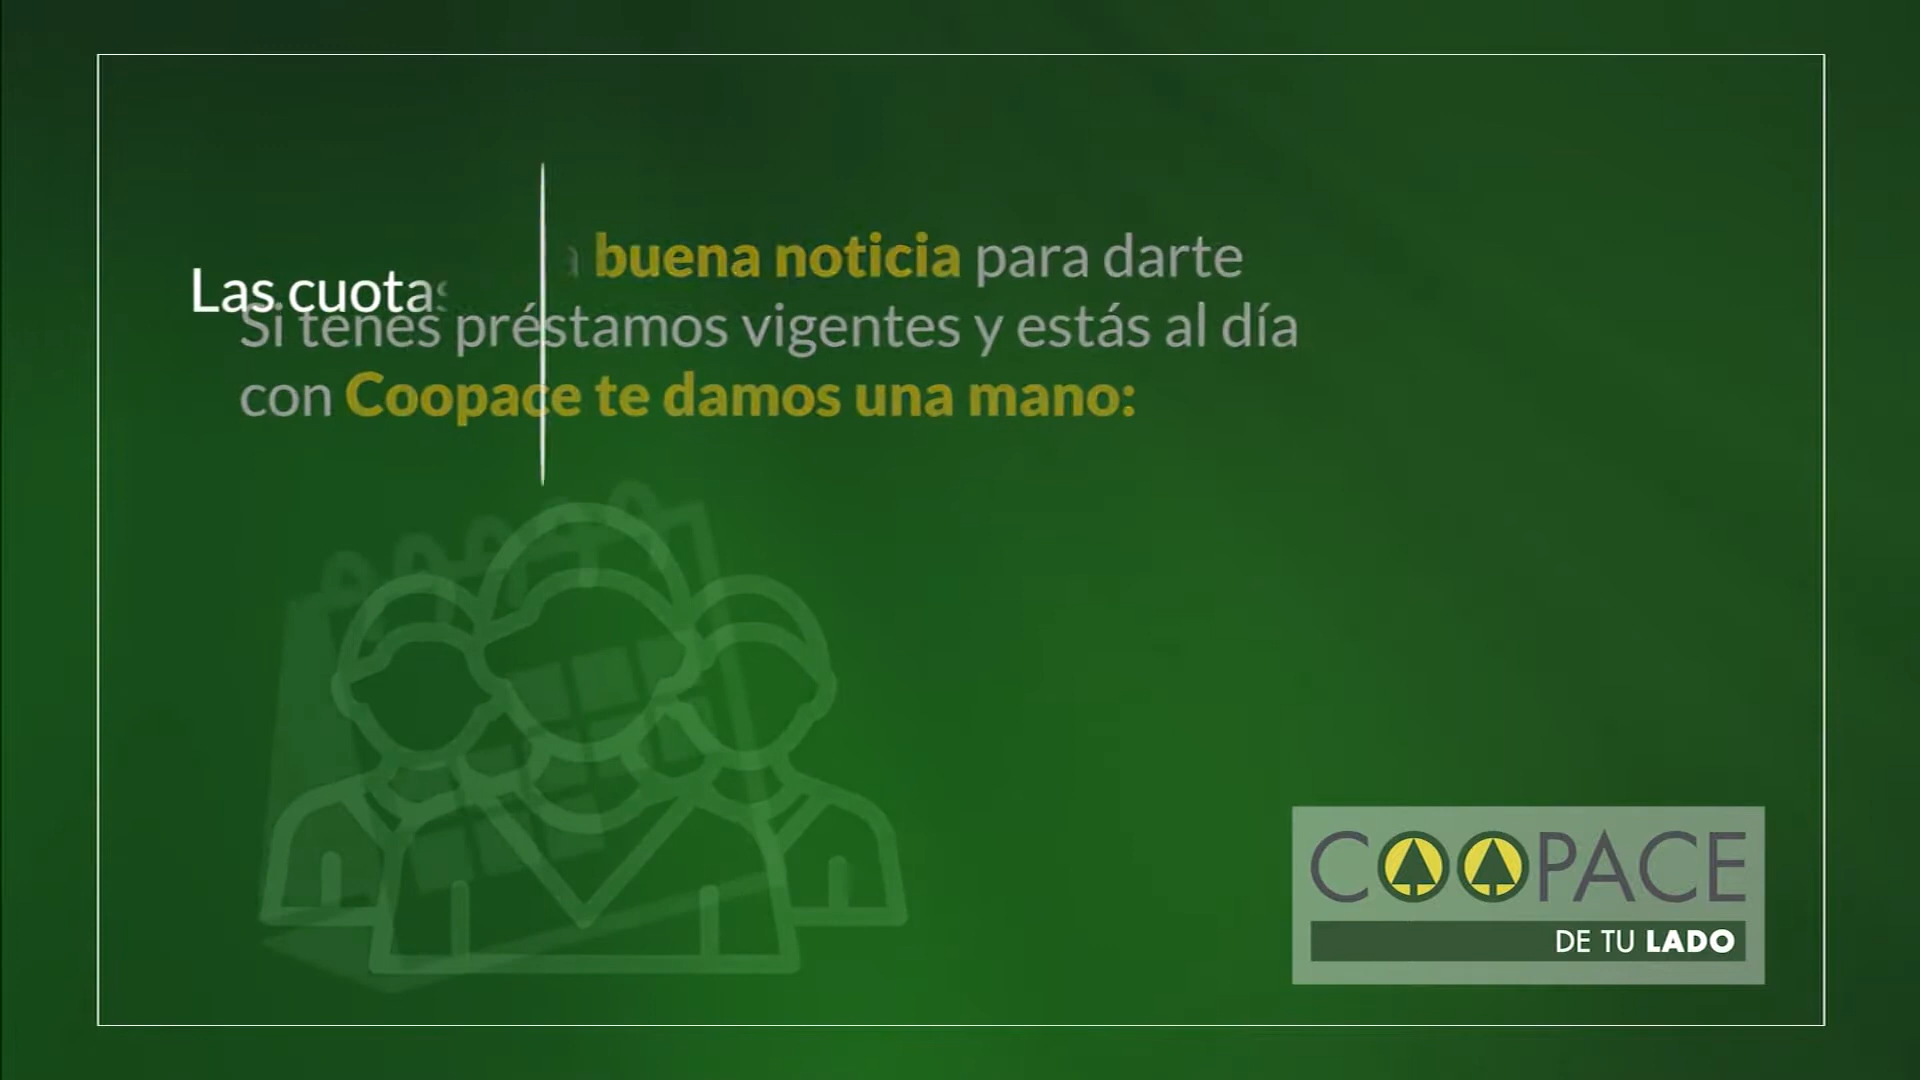 buena noticia para darte
Las cuotas
Si tenés préstamos vigentes y estás al día
con Coopace te damos una mano:
COOPACE
DE TU LADO